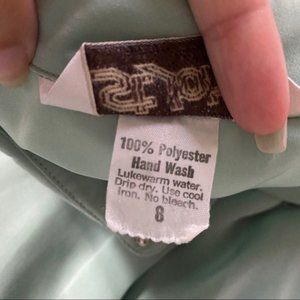 100% Polyester
Hand Wash
Lukewarm water.
Drip dry. Use cool
iron. No bleach.
8